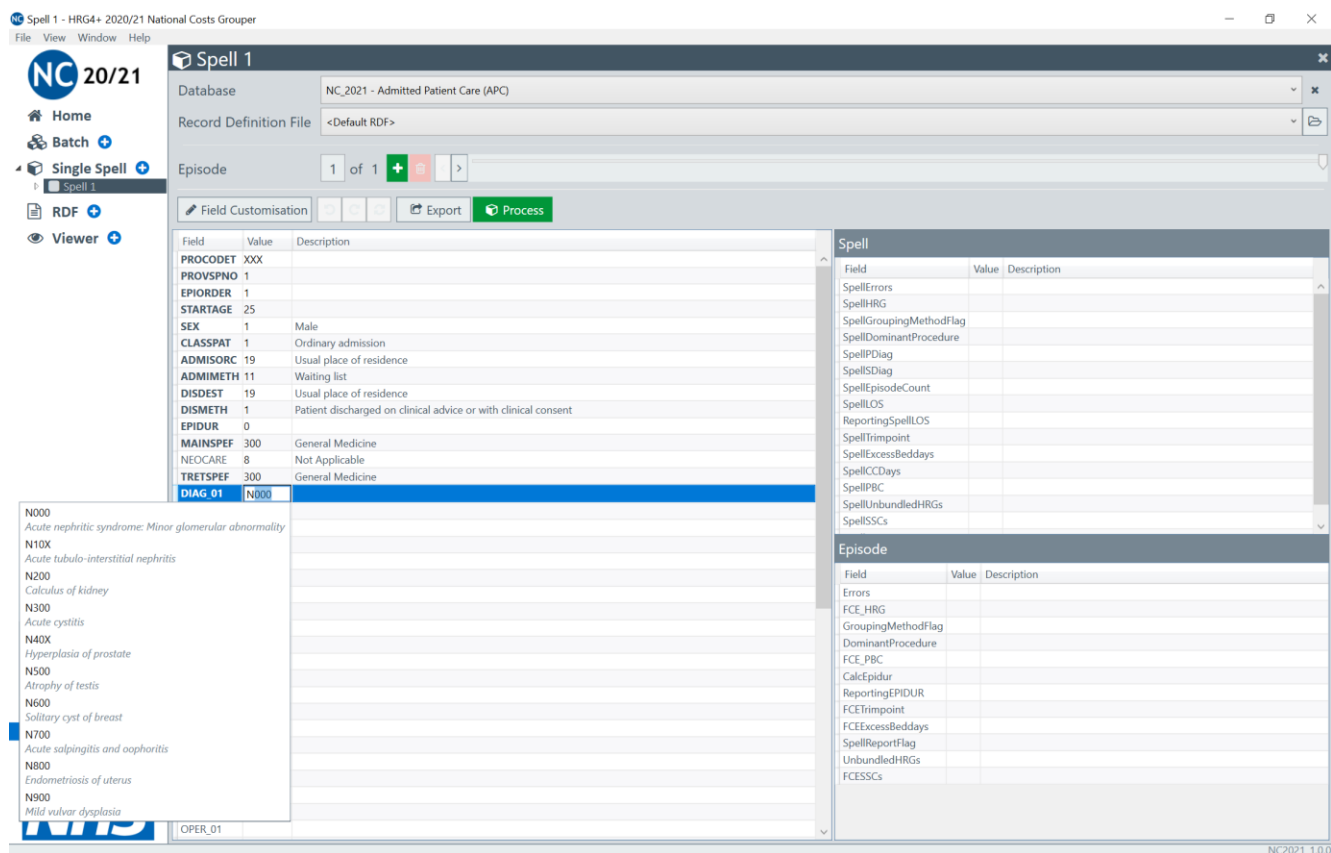 NC Spell 1 - HRG4+ 2020/21 National Costs Grouper
File View Window Help
NC 20/21
Home
Batch
Single Spell
Spell 1
RDF
Viewer
Spell 1
Database NC_2021 - Admitted Patient Care (APC)
Record Definition File <Default RDF>
Episode 1 of 1
Field Customisation Export Process
Field Value Description
PROCODET XXX
PROVSPNO 1
EPIORDER 1
STARTAGE 25
SEX 1 Male
CLASSPAT 1 Ordinary admission
ADMISORC 19 Usual place of residence
ADMIMETH 11 Waiting list
DISDEST 19 Usual place of residence
DISMETH 1 Patient discharged on clinical advice or with clinical consent
EPIDUR 0
MAINSPEF 300 General Medicine
NEOCARE 8 Not Applicable
TRETSPEF 300 General Medicine
DIAG_01 N000
N000
Acute nephritic syndrome: Minor glomerular abnormality
N10X
Acute tubulo-interstitial nephritis
N200
Calculus of kidney
N300
Acute cystitis
N40X
Hyperplasia of prostate
N500
Atrophy of testis
N600
Solitary cyst of breast
N700
Acute salpingitis and oophoritis
N800
Endometriosis of uterus
N900
Mild vulvar dysplasia
NHS
OPER_01
Spell
Field Value Description
SpellErrors
SpellHRG
SpellGroupingMethodFlag
SpellDominantProcedure
SpellPDiag
SpellSDiag
SpellEpisodeCount
SpellLOS
ReportingSpellLOS
SpellTrimpoint
SpellExcessBeddays
SpellCCDays
SpellPBC
SpellUnbundledHRGs
SpellSSCs
Episode
Field Value Description
Errors
FCE_HRG
GroupingMethodFlag
DominantProcedure
FCE_PBC
CalcEpidur
ReportingEPIDUR
FCETrimpoint
FCEExcessBeddays
SpellReportFlag
UnbundledHRGs
FCESSCs
NC2021_1.0.0